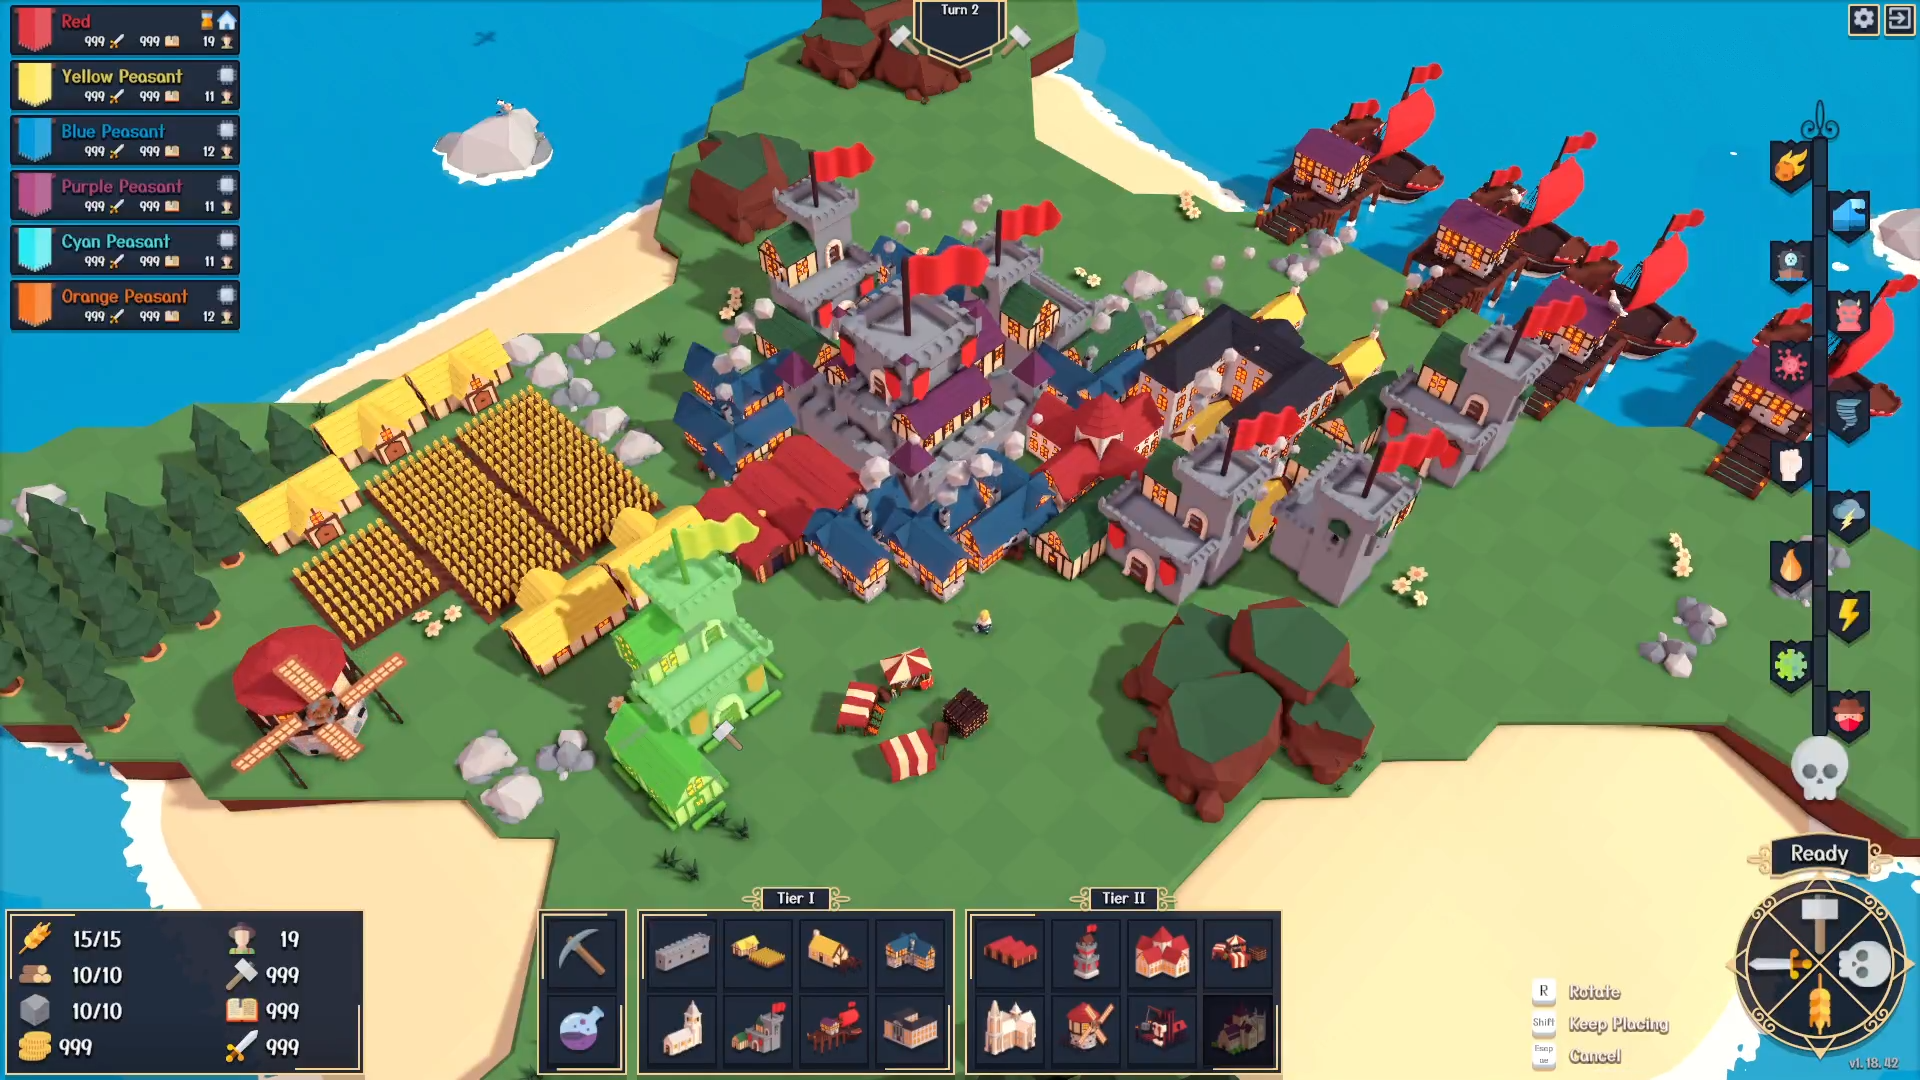 Red
999 999 19
Yellow Peasant
999 999 11
Blue Peasant
999 999 12
Purple Peasant
999 999 11
Cyan Peasant
999 999 11
Orange Peasant
999 999 12
Turn 2
Ready
Tier I
Tier II
15/15 19
10/10 999
10/10 999
999 999
R Rotate
Shift Keep Placing
Escape Cancel
v1.18.42